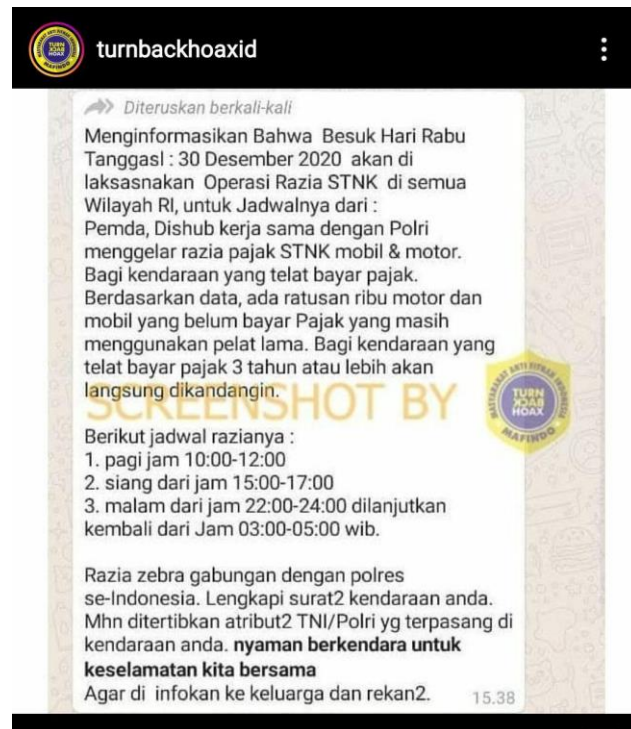 turnbackhoaxid
Diteruskan berkali-kali
Menginformasikan Bahwa Besuk Hari Rabu
Tanggasl : 30 Desember 2020 akan di
laksasnakan Operasi Razia STNK di semua
Wilayah RI, untuk Jadwalnya dari :
Pemda, Dishub kerja sama dengan Polri
menggelar razia pajak STNK mobil & motor.
Bagi kendaraan yang telat bayar pajak.
Berdasarkan data, ada ratusan ribu motor dan
mobil yang belum bayar Pajak yang masih
menggunakan pelat lama. Bagi kendaraan yang
telat bayar pajak 3 tahun atau lebih akan
langsung dikandangin.
SCREENSHOT BY
MASYARAKAT ANTI FITNAH INDONESIA
TURN
BACK
HOAX
MAFINDO
Berikut jadwal razianya :
1. pagi jam 10:00-12:00
2. siang dari jam 15:00-17:00
3. malam dari jam 22:00-24:00 dilanjutkan
kembali dari Jam 03:00-05:00 wib.
Razia zebra gabungan dengan polres
se-Indonesia. Lengkapi surat2 kendaraan anda.
Mhn ditertibkan atribut2 TNI/Polri yg terpasang di
kendaraan anda. nyaman berkendara untuk
keselamatan kita bersama
Agar di infokan ke keluarga dan rekan2.
15.38